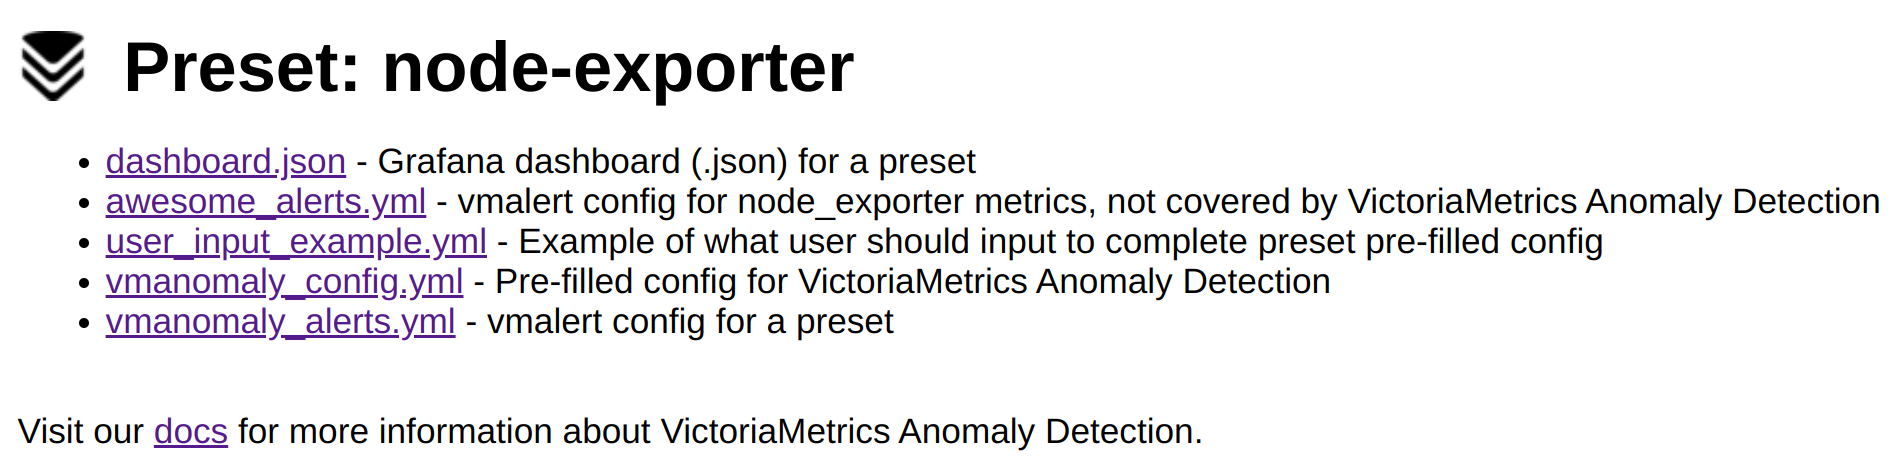 Preset: node-exporter
• dashboard.json - Grafana dashboard (.json) for a preset
• awesome_alerts.yml - vmalert config for node_exporter metrics, not covered by VictoriaMetrics Anomaly Detection
• user_input_example.yml - Example of what user should input to complete preset pre-filled config
• vmanomaly_config.yml - Pre-filled config for VictoriaMetrics Anomaly Detection
• vmanomaly_alerts.yml - vmalert config for a preset
Visit our docs for more information about VictoriaMetrics Anomaly Detection.